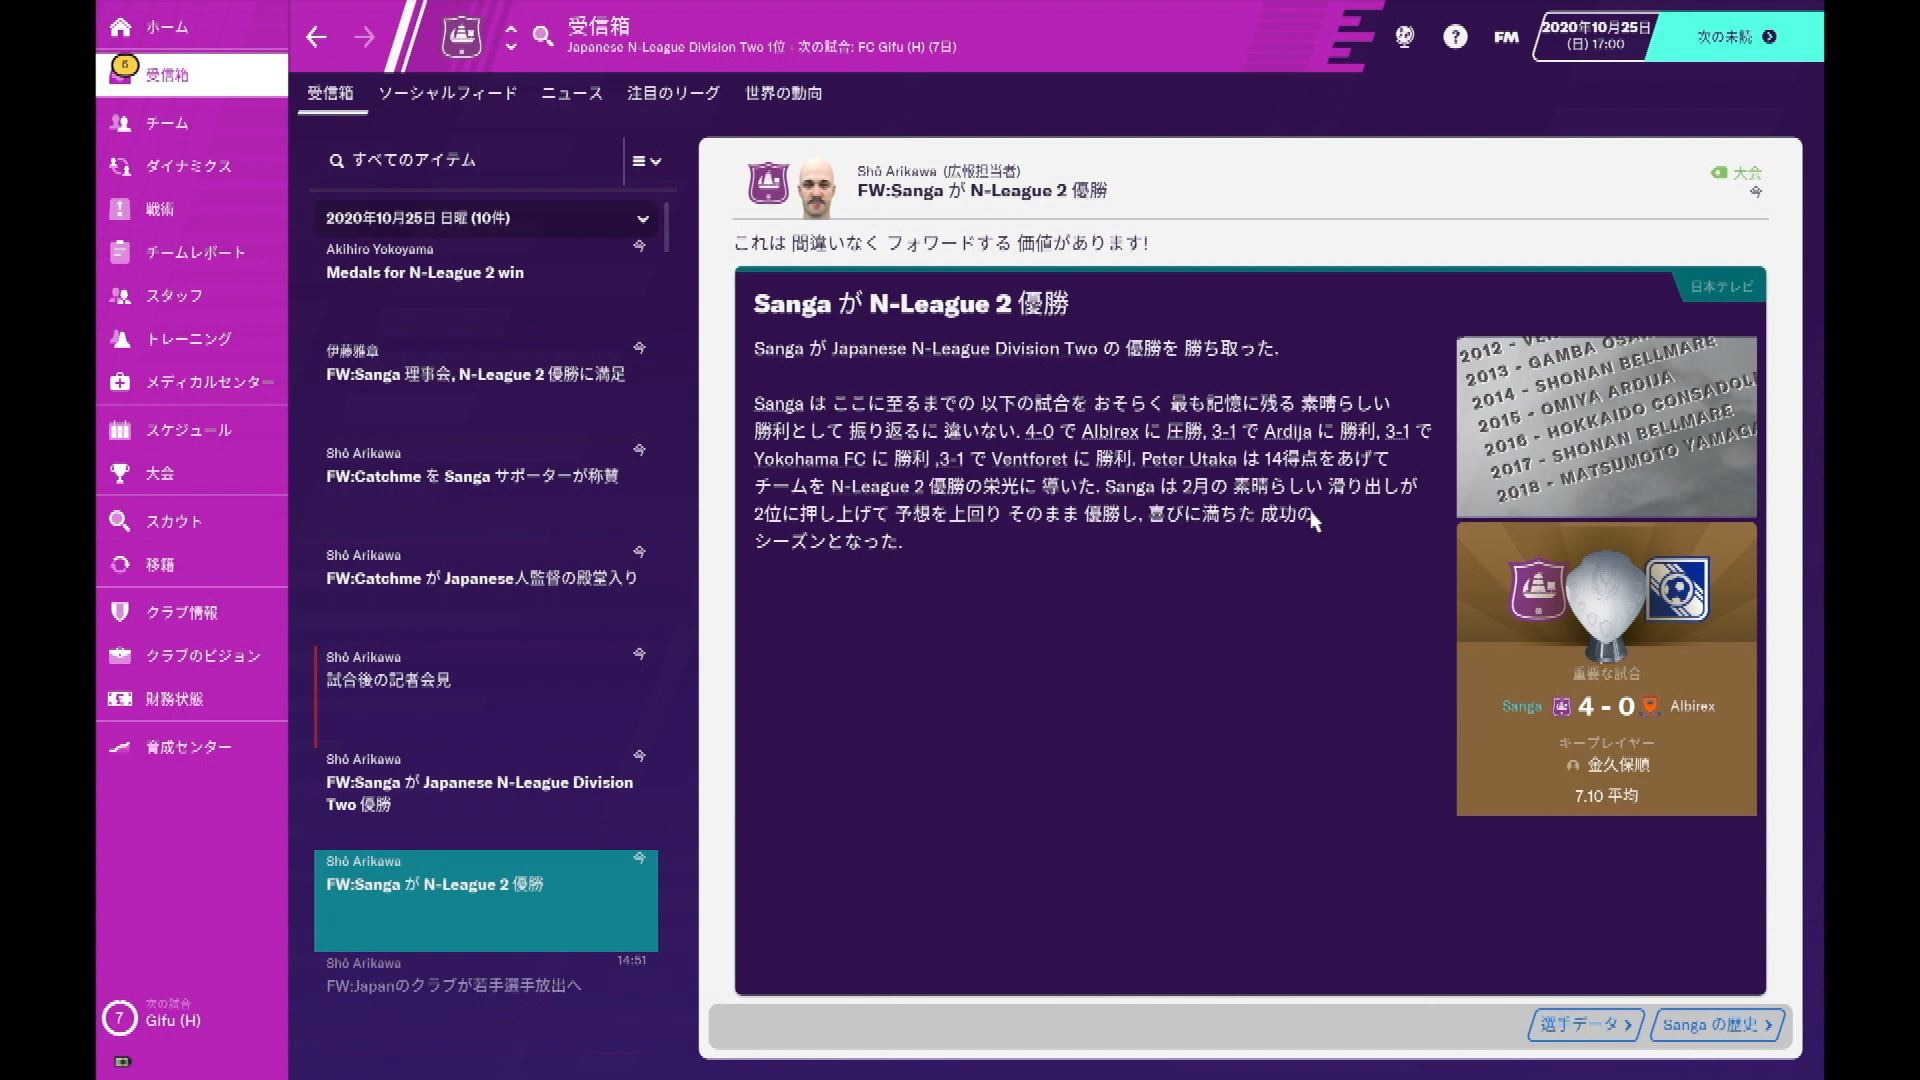 ホーム
6
受信箱
チーム
ダイナミクス
戦術
チームレポート
スタッフ
トレーニング
メディカルセンター
スケジュール
大会
スカウト
移籍
クラブ情報
クラブのビジョン
財務状態
育成センター
7
次の試合
Gifu (H)
受信箱
Japanese N-League Division Two 1位 - 次の試合: FC Gifu (H) (7日)
FM
2020年10月25日
(日) 17:00
次の未読
受信箱 ソーシャルフィード ニュース 注目のリーグ 世界の動向
すべてのアイテム
2020年10月25日 日曜 (10件)
Akihiro Yokoyama 今
Medals for N-League 2 win
伊藤雅章 今
FW:Sanga 理事会, N-League 2 優勝に満足
Shō Arikawa 今
FW:Catchme を Sanga サポーターが称賛
Shō Arikawa 今
FW:Catchme が Japanese人監督の殿堂入り
Shō Arikawa 今
試合後の記者会見
Shō Arikawa 今
FW:Sanga が Japanese N-League Division
Two 優勝
Shō Arikawa 今
FW:Sanga が N-League 2 優勝
Shō Arikawa 14:51
FW:Japanのクラブが若手選手放出へ
Shō Arikawa (広報担当者)
FW:Sanga が N-League 2 優勝
大会
今
これは 間違いなく フォワードする 価値があります!
日本テレビ
Sanga が N-League 2 優勝
Sanga が Japanese N-League Division Two の 優勝を 勝ち取った.
Sanga は ここに至るまでの 以下の試合を おそらく 最も記憶に残る 素晴らしい
勝利として 振り返るに 違いない. 4-0 で Albirex に 圧勝, 3-1 で Ardija に 勝利, 3-1 で
Yokohama FC に 勝利 ,3-1 で Ventforet に 勝利. Peter Utaka は 14得点をあげて
チームを N-League 2 優勝の栄光に 導いた. Sanga は 2月の 素晴らしい 滑り出しが
2位に押し上げて 予想を上回り そのまま 優勝し, 喜びに満ちた 成功の
シーズンとなった.
2012 -
2013 - GAMBA OSAKA
2014 - SHONAN BELLMARE
2015 - OMIYA ARDIJA
2016 - HOKKAIDO CONSADOL
2017 - SHONAN BELLMARE
2018 - MATSUMOTO YAMAGA
重要な試合
Sanga 4 - 0 Albirex
キープレイヤー
金久保順
7.10 平均
選手データ
Sanga の歴史